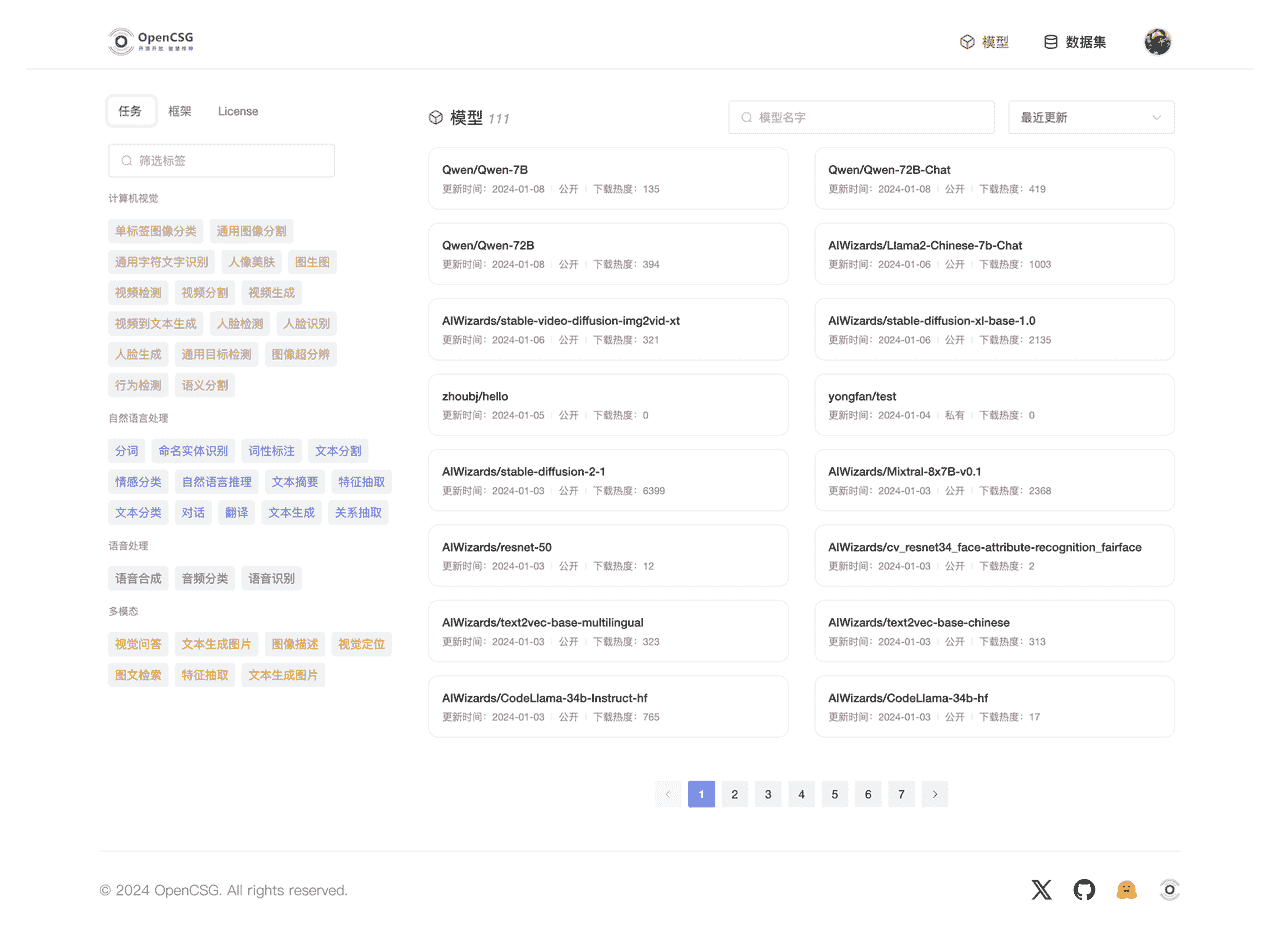 OpenCSG
开源开放 智慧传神
模型
数据集
任务 框架 License
筛选标签
计算机视觉
单标签图像分类 通用图像分割
通用字符文字识别 人像美肤 图生图
视频检测 视频分割 视频生成
视频到文本生成 人脸检测 人脸识别
人脸生成 通用目标检测 图像超分辨
行为检测 语义分割
自然语言处理
分词 命名实体识别 词性标注 文本分割
情感分类 自然语言推理 文本摘要 特征抽取
文本分类 对话 翻译 文本生成 关系抽取
语音处理
语音合成 音频分类 语音识别
多模态
视觉问答 文本生成图片 图像描述 视觉定位
图文检索 特征抽取 文本生成图片
模型 111
模型名字
最近更新
Qwen/Qwen-7B
更新时间：2024-01-08 公开 下载热度：135
Qwen/Qwen-72B-Chat
更新时间：2024-01-08 公开 下载热度：419
Qwen/Qwen-72B
更新时间：2024-01-08 公开 下载热度：394
AIWizards/Llama2-Chinese-7b-Chat
更新时间：2024-01-06 公开 下载热度：1003
AIWizards/stable-video-diffusion-img2vid-xt
更新时间：2024-01-06 公开 下载热度：321
AIWizards/stable-diffusion-xl-base-1.0
更新时间：2024-01-06 公开 下载热度：2135
zhoubj/hello
更新时间：2024-01-05 公开 下载热度：0
yongfan/test
更新时间：2024-01-04 私有 下载热度：0
AIWizards/stable-diffusion-2-1
更新时间：2024-01-03 公开 下载热度：6399
AIWizards/Mixtral-8x7B-v0.1
更新时间：2024-01-03 公开 下载热度：2368
AIWizards/resnet-50
更新时间：2024-01-03 公开 下载热度：12
AIWizards/cv_resnet34_face-attribute-recognition_fairface
更新时间：2024-01-03 公开 下载热度：2
AIWizards/text2vec-base-multilingual
更新时间：2024-01-03 公开 下载热度：323
AIWizards/text2vec-base-chinese
更新时间：2024-01-03 公开 下载热度：313
AIWizards/CodeLlama-34b-Instruct-hf
更新时间：2024-01-03 公开 下载热度：765
AIWizards/CodeLlama-34b-hf
更新时间：2024-01-03 公开 下载热度：17
1 2 3 4 5 6 7
© 2024 OpenCSG. All rights reserved.